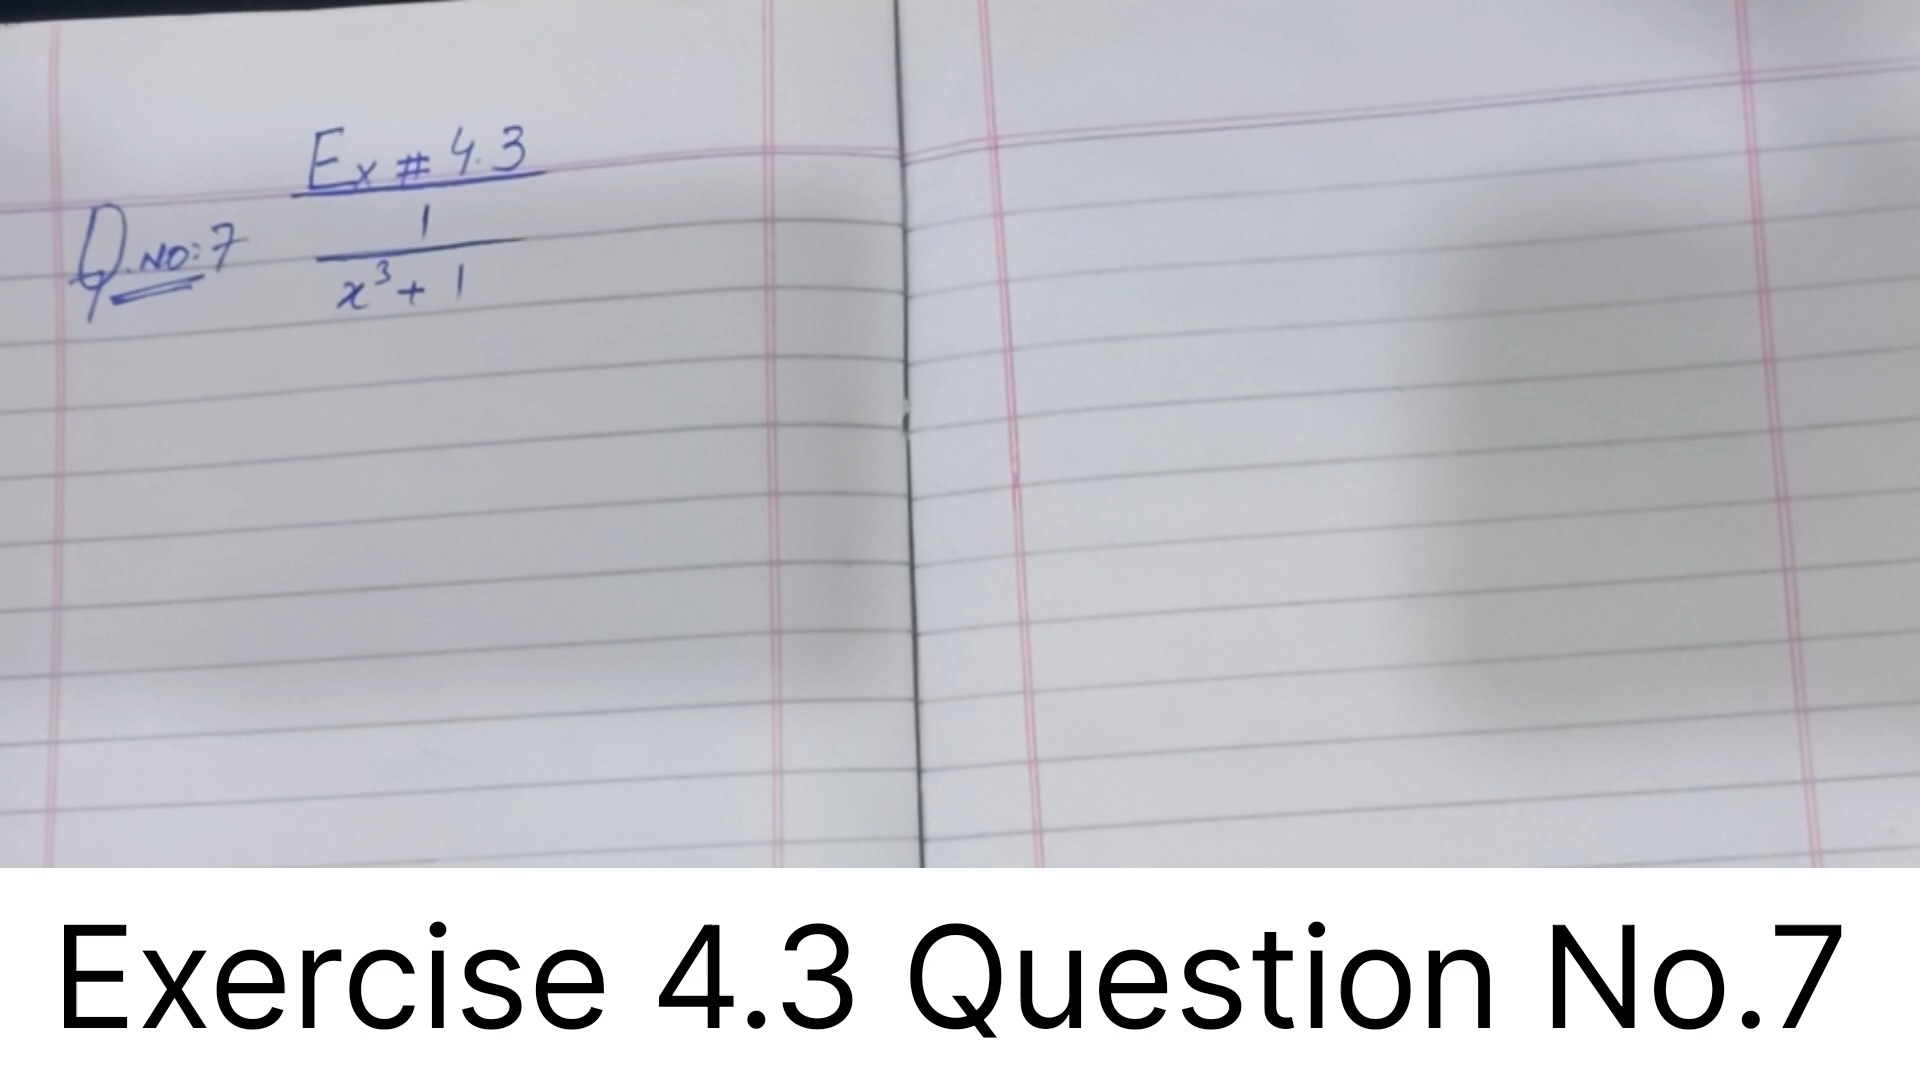 Ex # 4.3
Q.NO:7 1
x³ + 1
Exercise 4.3 Question No.7